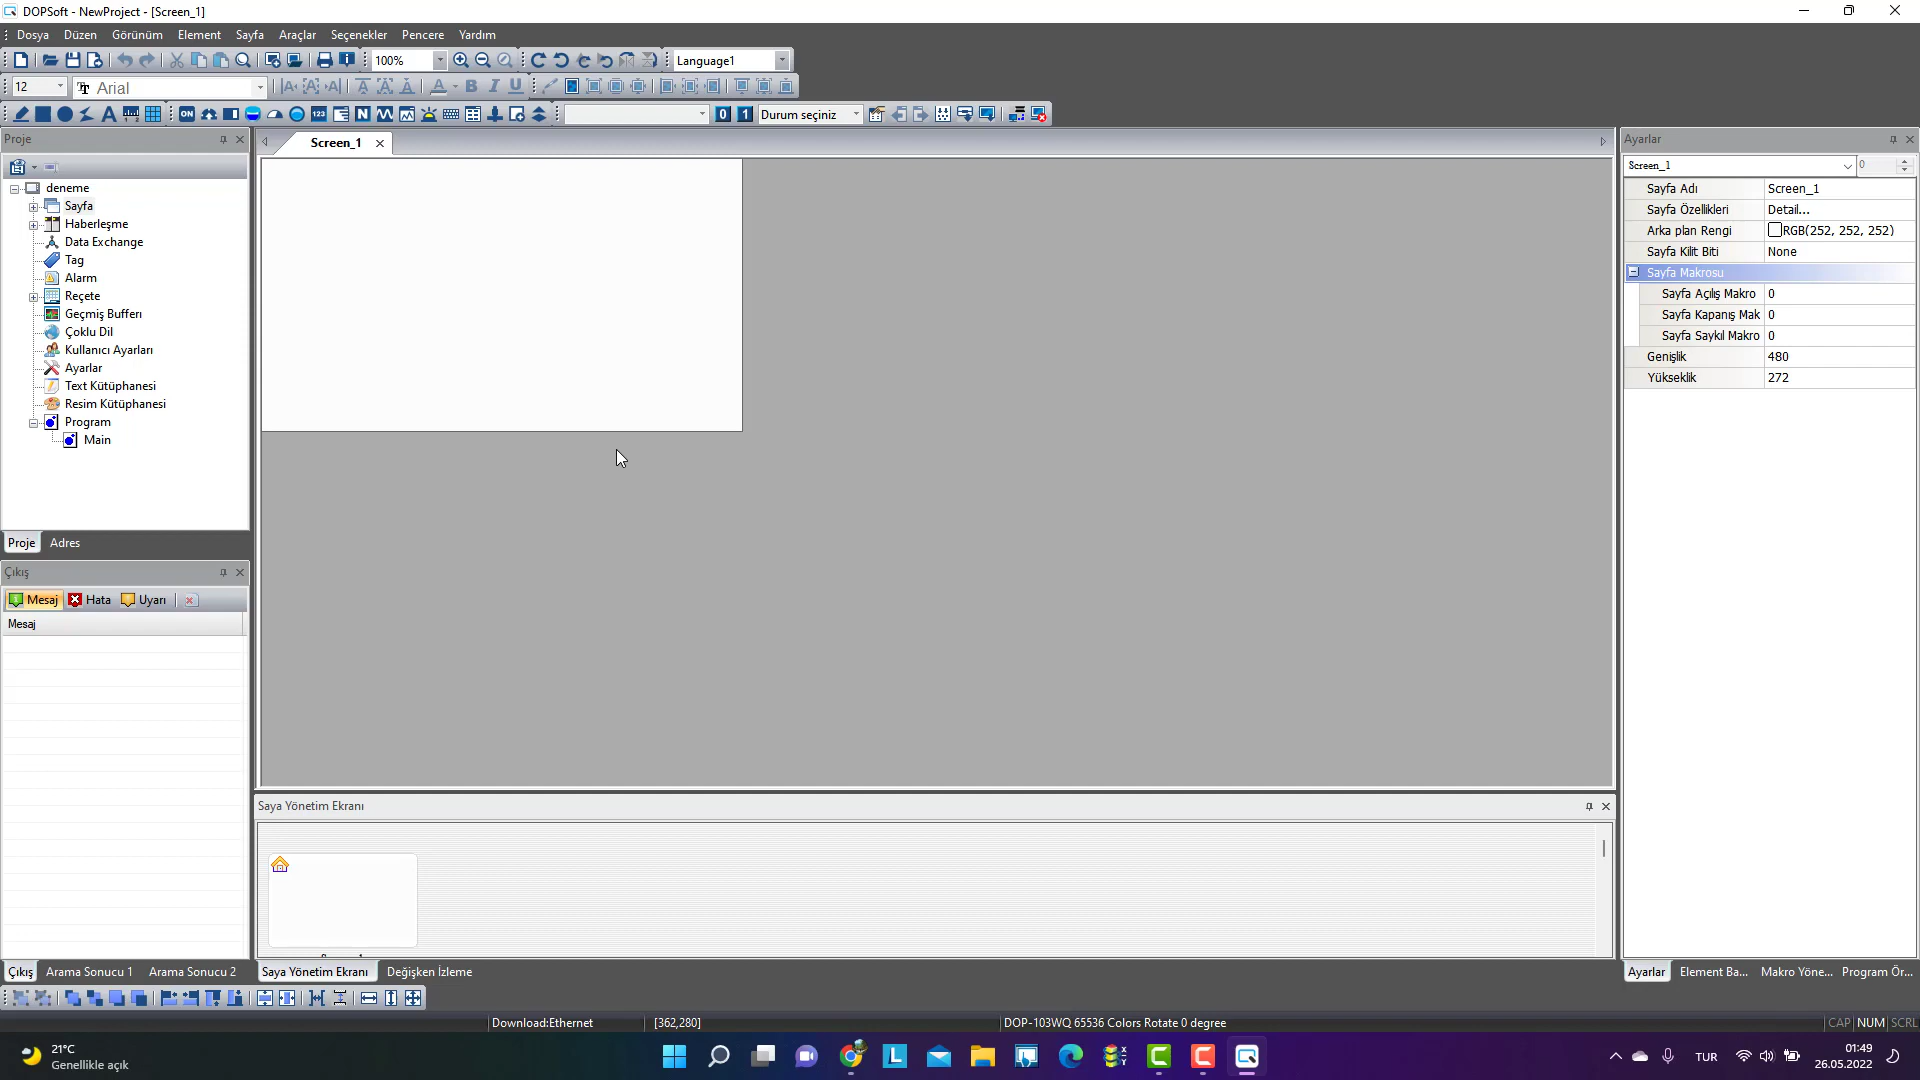 DOPSoft - NewProject - [Screen_1]
Dosya Düzen Görünüm Element Sayfa Araçlar Seçenekler Pencere Yardım
100% Language1
12 Arial
ON 123 N 0 1 Durum seçiniz
Proje
Screen_1
Ayarlar
Screen_1 0
deneme
Sayfa
Haberleşme
Data Exchange
Tag
Alarm
Reçete
Geçmiş Bufferı
Çoklu Dil
Kullanıcı Ayarları
Ayarlar
Text Kütüphanesi
Resim Kütüphanesi
Program
Main
Sayfa Adı Screen_1
Sayfa Özellikleri Detail...
Arka plan Rengi RGB(252, 252, 252)
Sayfa Kilit Biti None
Sayfa Makrosu
Sayfa Açılış Makro 0
Sayfa Kapanış Mak 0
Sayfa Saykıl Makro 0
Genişlik 480
Yükseklik 272
Proje Adres
Çıkış
Mesaj Hata Uyarı
Mesaj
Saya Yönetim Ekranı
Çıkış Arama Sonucu 1 Arama Sonucu 2
Saya Yönetim Ekranı Değişken İzleme
Ayarlar Element Ba... Makro Yöne... Program Ör...
Download:Ethernet [362,280] DOP-103WQ 65536 Colors Rotate 0 degree CAP NUM SCRL
21°C
Genellikle açık
TUR
01:49
26.05.2022